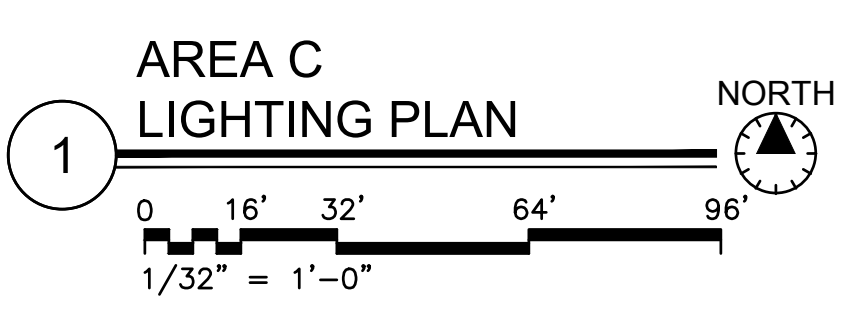 AREA C
LIGHTING PLAN
1
NORTH
0 16' 32' 64' 96'
1/32" = 1'-0"